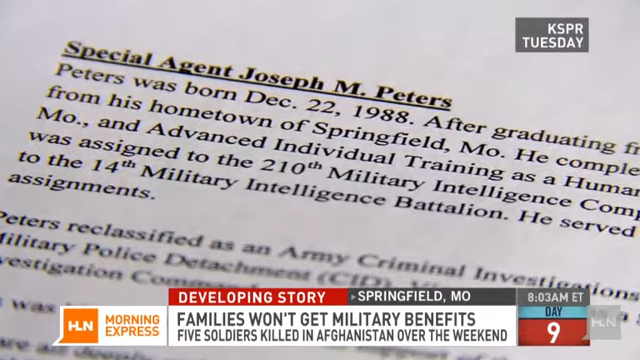 KSPR
TUESDAY
Special Agent Joseph M. Peters
Peters was born Dec. 22, 1988. After graduating
from his hometown of Springfield, Mo. He comple
Mo., and Advanced Individual Training as a Huma
was assigned to the 210th Military Intelligence Comp
to the 14th Military Intelligence Battalion. He served
assignments.
Peters reclassified as an Army Criminal Investigations
Military Police Detachment (CID),
vestigation Command
DEVELOPING STORY
SPRINGFIELD, MO
8:03AM ET
HLN
MORNING
EXPRESS
FAMILIES WON'T GET MILITARY BENEFITS
FIVE SOLDIERS KILLED IN AFGHANISTAN OVER THE WEEKEND
DAY
9
HLN